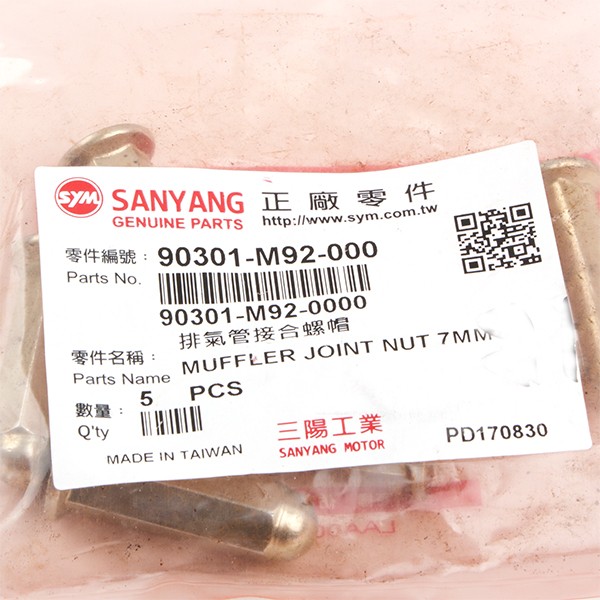 SYM SANYANG 正廠零件
GENUINE PARTS http://www.sym.com.tw
零件編號： 90301-M92-000
Parts No.
90301-M92-0000
排氣管接合螺帽
零件名稱： MUFFLER JOINT NUT 7MM
Parts Name
數量： 5 PCS
Q'ty
三陽工業
MADE IN TAIWAN SANYANG MOTOR PD170830